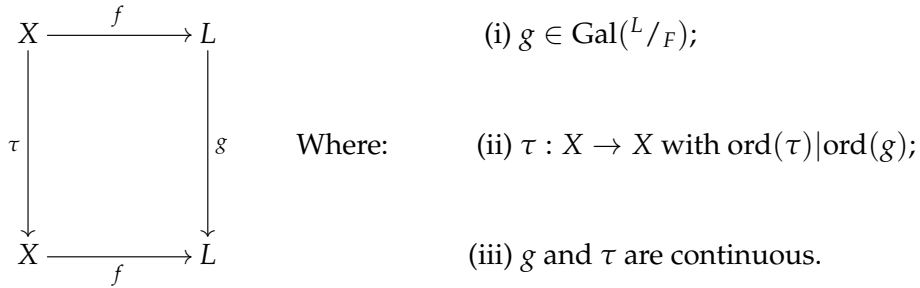 X f L (i) g ∈ Gal(ᴸ/F);
τ g Where: (ii) τ : X → X with ord(τ)|ord(g);
X f L (iii) g and τ are continuous.